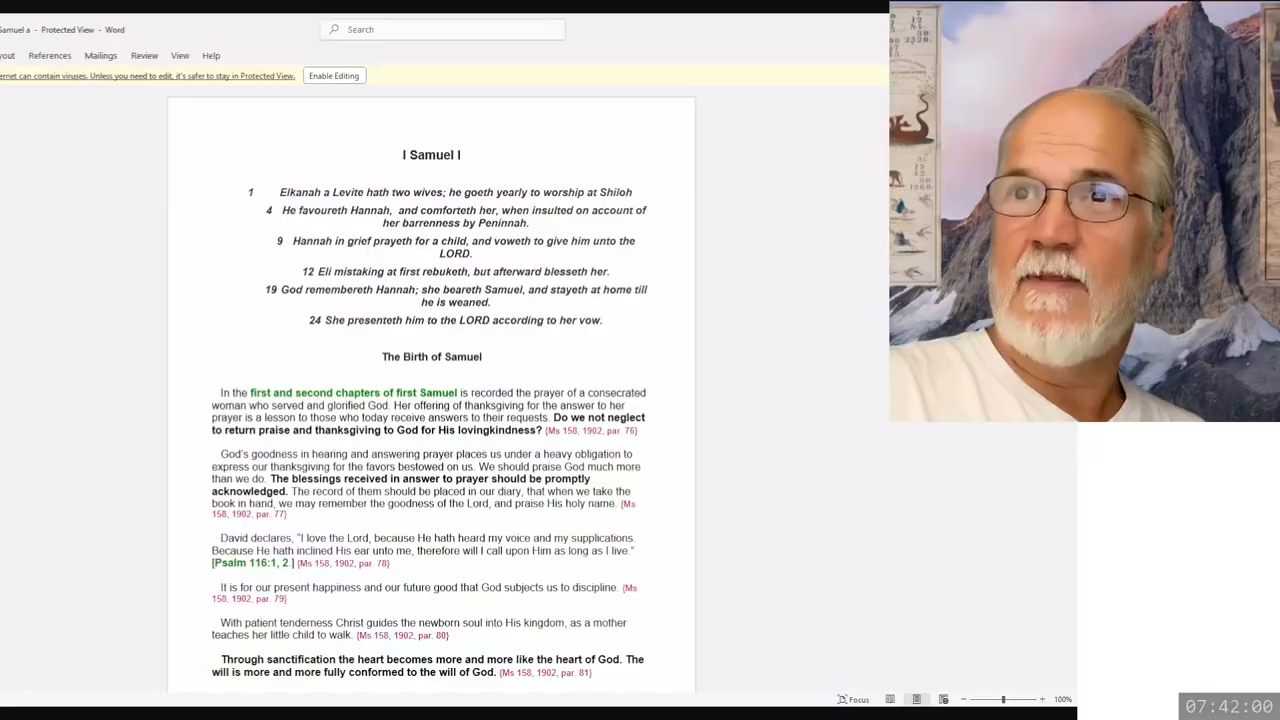 Samuel a - Protected View - Word
Search
yout References Mailings Review View Help
ernet can contain viruses. Unless you need to edit, it's safer to stay in Protected View. Enable Editing
I Samuel I
1 Elkanah a Levite hath two wives; he goeth yearly to worship at Shiloh
4 He favoureth Hannah, and comforteth her, when insulted on account of
her barrenness by Peninnah.
9 Hannah in grief prayeth for a child, and voweth to give him unto the
LORD.
12 Eli mistaking at first rebuketh, but afterward blesseth her.
19 God remembereth Hannah; she beareth Samuel, and stayeth at home till
he is weaned.
24 She presenteth him to the LORD according to her vow.
The Birth of Samuel
In the first and second chapters of first Samuel is recorded the prayer of a consecrated
woman who served and glorified God. Her offering of thanksgiving for the answer to her
prayer is a lesson to those who today receive answers to their requests. Do we not neglect
to return praise and thanksgiving to God for His lovingkindness? {Ms 158, 1902, par. 76}
God's goodness in hearing and answering prayer places us under a heavy obligation to
express our thanksgiving for the favors bestowed on us. We should praise God much more
than we do. The blessings received in answer to prayer should be promptly
acknowledged. The record of them should be placed in our diary, that when we take the
book in hand, we may remember the goodness of the Lord, and praise His holy name. {Ms
158, 1902, par. 77}
David declares, "I love the Lord, because He hath heard my voice and my supplications.
Because He hath inclined His ear unto me, therefore will I call upon Him as long as I live."
[Psalm 116:1, 2.] {Ms 158, 1902, par. 78}
It is for our present happiness and our future good that God subjects us to discipline. {Ms
158, 1902, par. 79}
With patient tenderness Christ guides the newborn soul into His kingdom, as a mother
teaches her little child to walk. {Ms 158, 1902, par. 80}
Through sanctification the heart becomes more and more like the heart of God. The
will is more and more fully conformed to the will of God. {Ms 158, 1902, par. 81}
Focus 100%
07:42:00